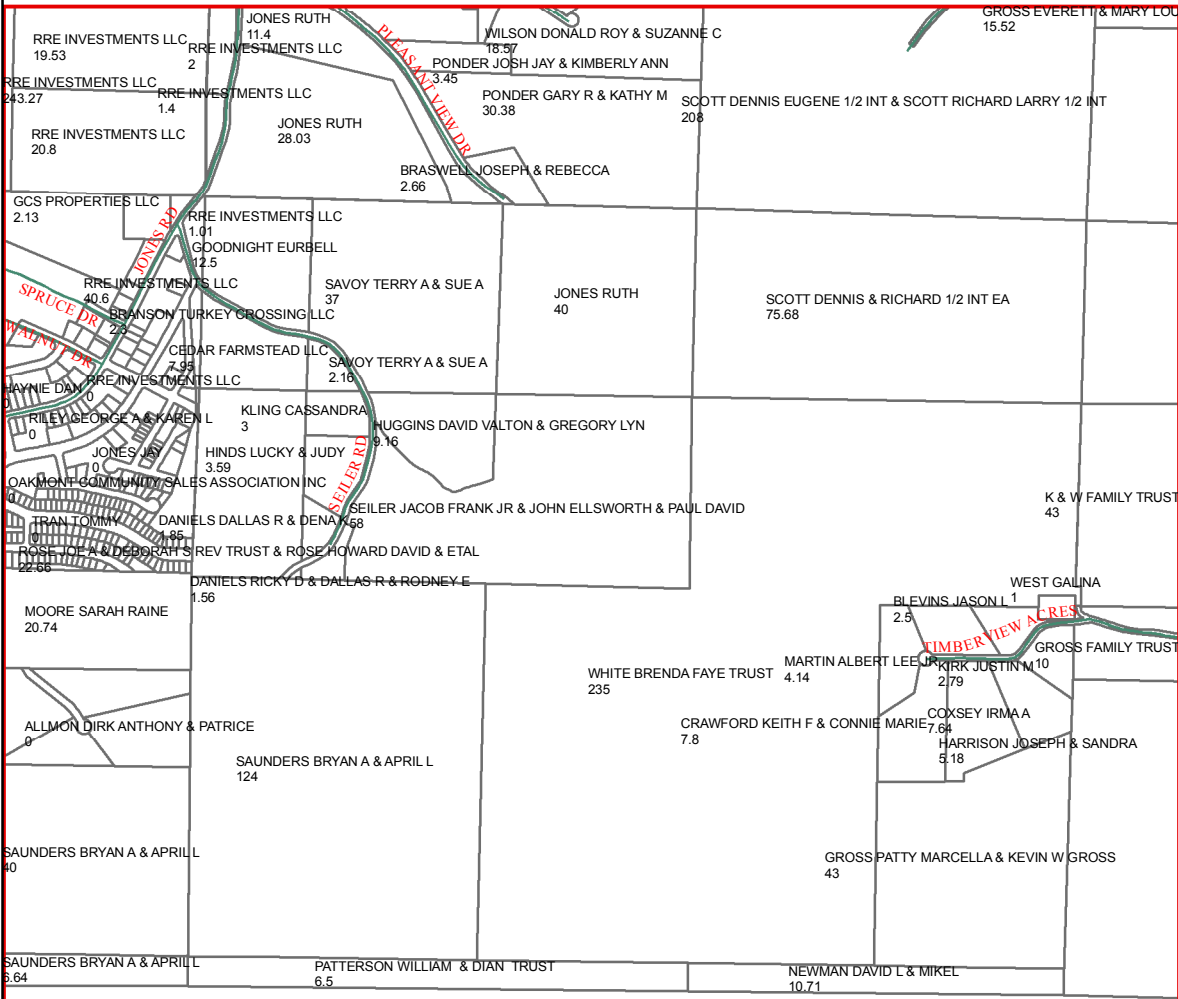 JONES RUTH
11.4
GROSS EVERETT & MARY LOU
15.52
RRE INVESTMENTS LLC
19.53
RRE INVESTMENTS LLC
2
PLEASANT VIEW DR
WILSON DONALD ROY & SUZANNE C
18.57
PONDER JOSH JAY & KIMBERLY ANN
3.45
RRE INVESTMENTS LLC
243.27
RRE INVESTMENTS LLC
1.4
PONDER GARY R & KATHY M
30.38
SCOTT DENNIS EUGENE 1/2 INT & SCOTT RICHARD LARRY 1/2 INT
208
RRE INVESTMENTS LLC
20.8
JONES RUTH
28.03
BRASWELL JOSEPH & REBECCA
2.66
GCS PROPERTIES LLC
2.13
JONES RD
RRE INVESTMENTS LLC
1.01
GOODNIGHT EURBELL
12.5
RRE INVESTMENTS LLC
40.6
SAVOY TERRY A & SUE A
37
JONES RUTH
40
SCOTT DENNIS & RICHARD 1/2 INT EA
75.68
SPRUCE DR
BRANSON TURKEY CROSSING LLC
2.3
WALNUT DR
CEDAR FARMSTEAD LLC
7.95
SAVOY TERRY A & SUE A
2.16
HAYNIE DAN
0
RRE INVESTMENTS LLC
0
RILEY GEORGE A & KAREN L
0
KLING CASSANDRA
3
HUGGINS DAVID VALTON & GREGORY LYN
9.16
JONES JAY
0
HINDS LUCKY & JUDY
3.59
SEILER RD
OAKMONT COMMUNITY SALES ASSOCIATION INC
0
K & W FAMILY TRUST
43
TRAN TOMMY
0
DANIELS DALLAS R & DENA K
1.85
SEILER JACOB FRANK JR & JOHN ELLSWORTH & PAUL DAVID
58
ROSE JOE A & DEBORAH S REV TRUST & ROSE HOWARD DAVID & ETAL
22.66
DANIELS RICKY D & DALLAS R & RODNEY E
1.56
WEST GALINA
1
MOORE SARAH RAINE
20.74
BLEVINS JASON L
2.5
TIMBERVIEW ACRES
GROSS FAMILY TRUST
10
WHITE BRENDA FAYE TRUST
235
MARTIN ALBERT LEE JR
4.14
KIRK JUSTIN M
2.79
ALLMON DIRK ANTHONY & PATRICE
0
CRAWFORD KEITH F & CONNIE MARIE
7.8
COXSEY IRMA A
7.64
HARRISON JOSEPH & SANDRA
5.18
SAUNDERS BRYAN A & APRIL L
124
SAUNDERS BRYAN A & APRIL L
40
GROSS PATTY MARCELLA & KEVIN W GROSS
43
SAUNDERS BRYAN A & APRIL L
6.64
PATTERSON WILLIAM & DIAN TRUST
6.5
NEWMAN DAVID L & MIKEL
10.71